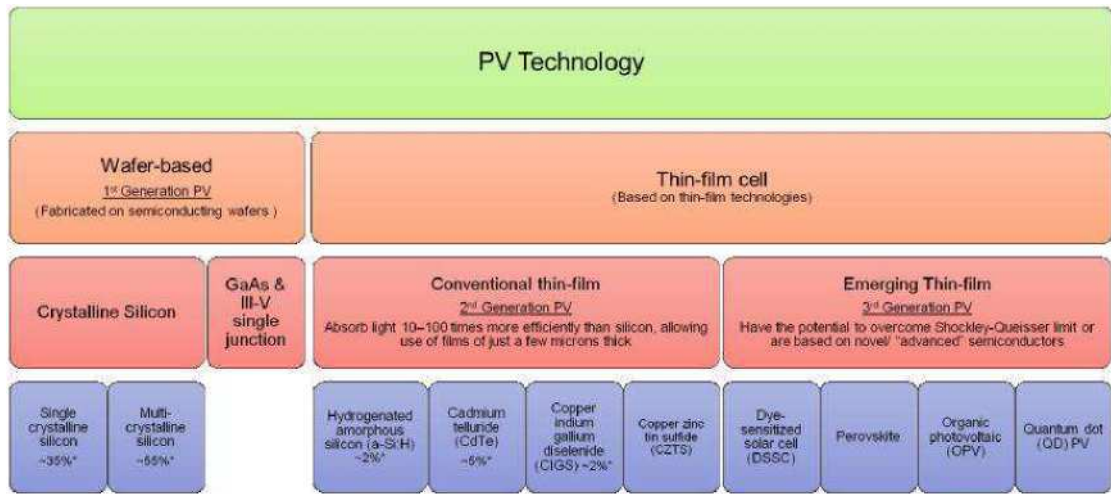 PV Technology
Wafer-based
1st Generation PV
(Fabricated on semiconducting wafers )
Thin-film cell
(Based on thin-film technologies)
Crystalline Silicon
GaAs &
III-V
single
junction
Conventional thin-film
2nd Generation PV
Absorb light 10–100 times more efficiently than silicon, allowing
use of films of just a few microns thick
Emerging Thin-film
3rd Generation PV
Have the potential to overcome Shockley-Queisser limit or
are based on novel/ "advanced" semiconductors
Single
crystalline
silicon
~35%*
Multi-
crystalline
silicon
~55%*
Hydrogenated
amorphous
silicon (a-Si:H)
~2%*
Cadmium
telluride
(CdTe)
~5%*
Copper
indium
gallium
diselenide
(CIGS) ~2%*
Copper zinc
tin sulfide
(CZTS)
Dye-
sensitized
solar cell
(DSSC)
Perovskite
Organic
photovoltaic
(OPV)
Quantum dot
(QD) PV